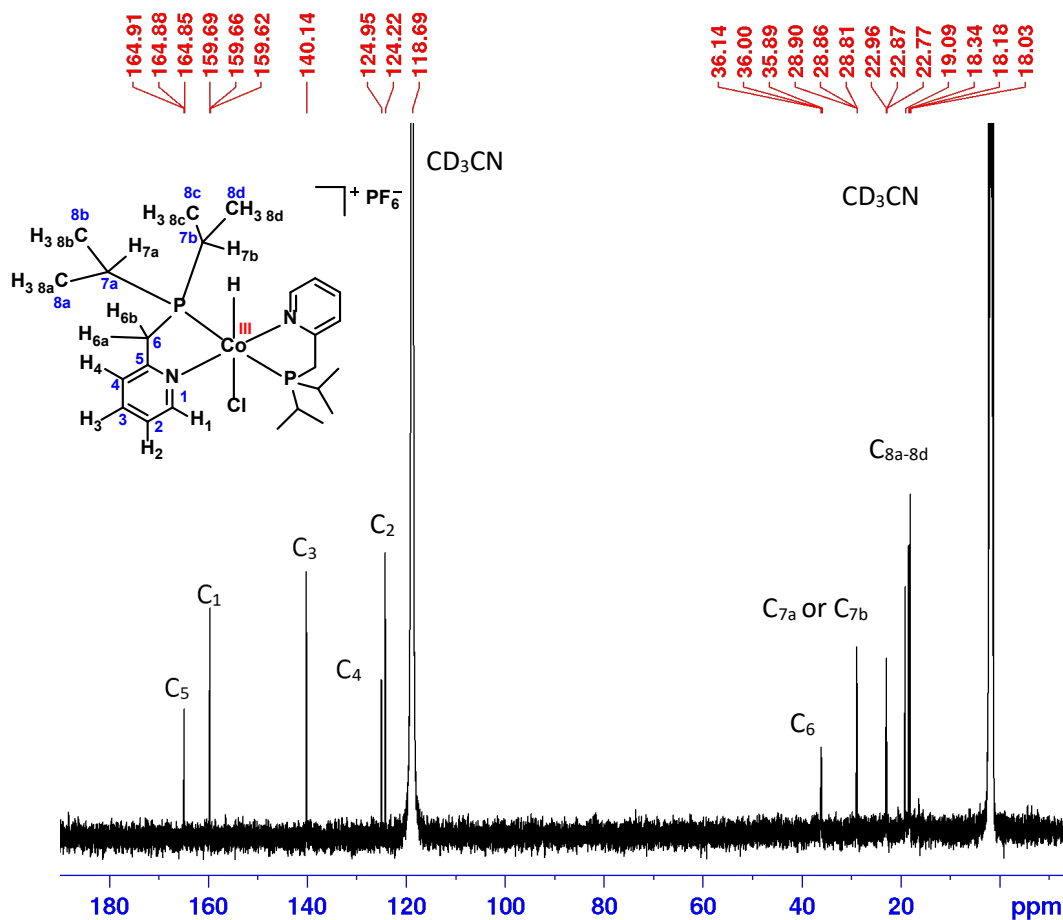 164.91
164.88
164.85
159.69
159.66
159.62
140.14
124.95
124.22
118.69
36.14
36.00
35.89
28.90
28.86
28.81
22.96
22.87
22.77
19.09
18.34
18.18
18.03
CD₃CN
CD₃CN
]⁺ PF₆⁻
8c 8d
H₃ 8c C CH₃ 8d
8b
H₃ 8b C H₇ₐ 7b H7b
H₃ 8a C 7a
8a P H
H6b N
H6a 6 III
5 Co
H₄ 4 N P
1 Cl
H₃ 3 2 H₁
H₂
C₅
C₁
C₃
C₄
C₂
C₆
C7a or C7b
C8a-8d
180 160 140 120 100 80 60 40 20 ppm